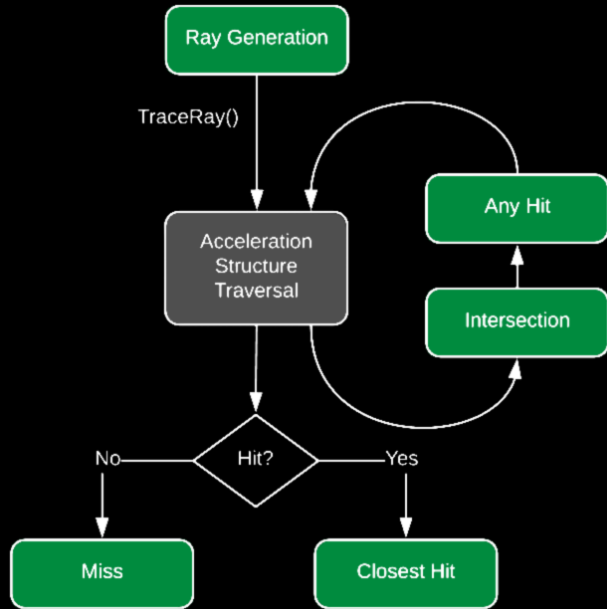 Ray Generation
TraceRay()
Any Hit
Acceleration
Structure
Traversal
Intersection
No
Hit?
Yes
Miss
Closest Hit